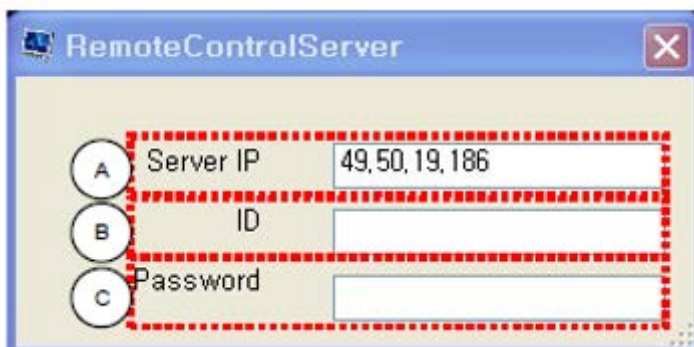 RemoteControlServer
A Server IP 49,50,19,186
B ID
C Password